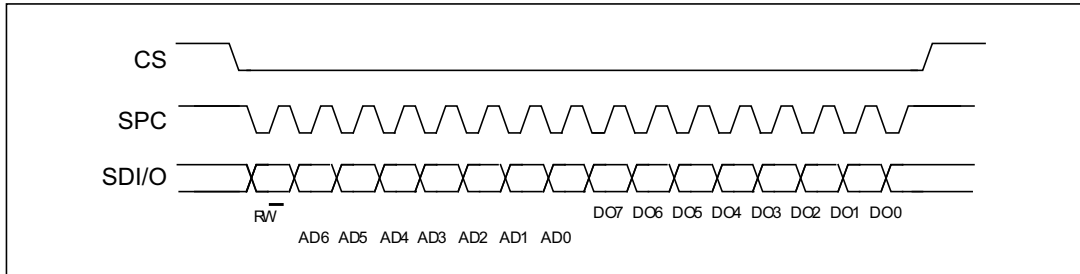 CS
SPC
SDI/O
RW
DO7 DO6 DO5 DO4 DO3 DO2 DO1 DO0
AD6 AD5 AD4 AD3 AD2 AD1 AD0